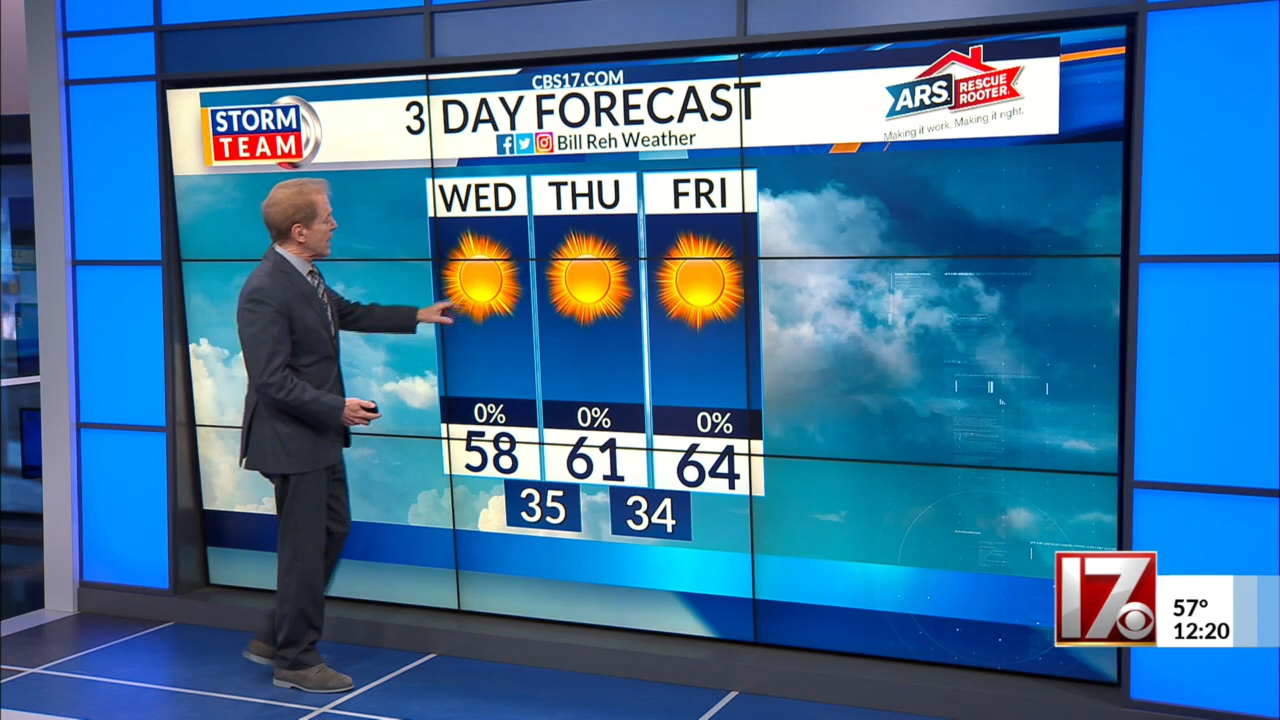 CBS17.COM
STORM
TEAM
3 DAY FORECAST
Bill Reh Weather
ARS.
RESCUE
ROOTER.
Making it work. Making it right.
WED THU FRI
0% 0% 0%
58 61 64
35 34
17
57°
12:20